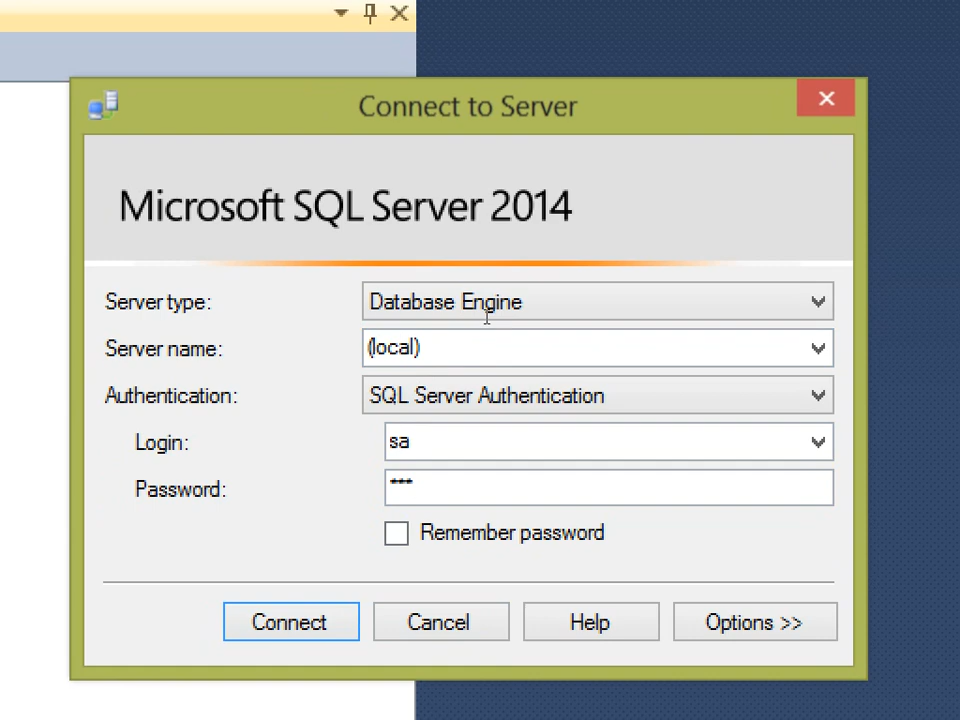 Connect to Server
Microsoft SQL Server 2014
Server type: Database Engine
Server name: (local)
Authentication: SQL Server Authentication
Login: sa
Password: ***
Remember password
Connect Cancel Help Options >>